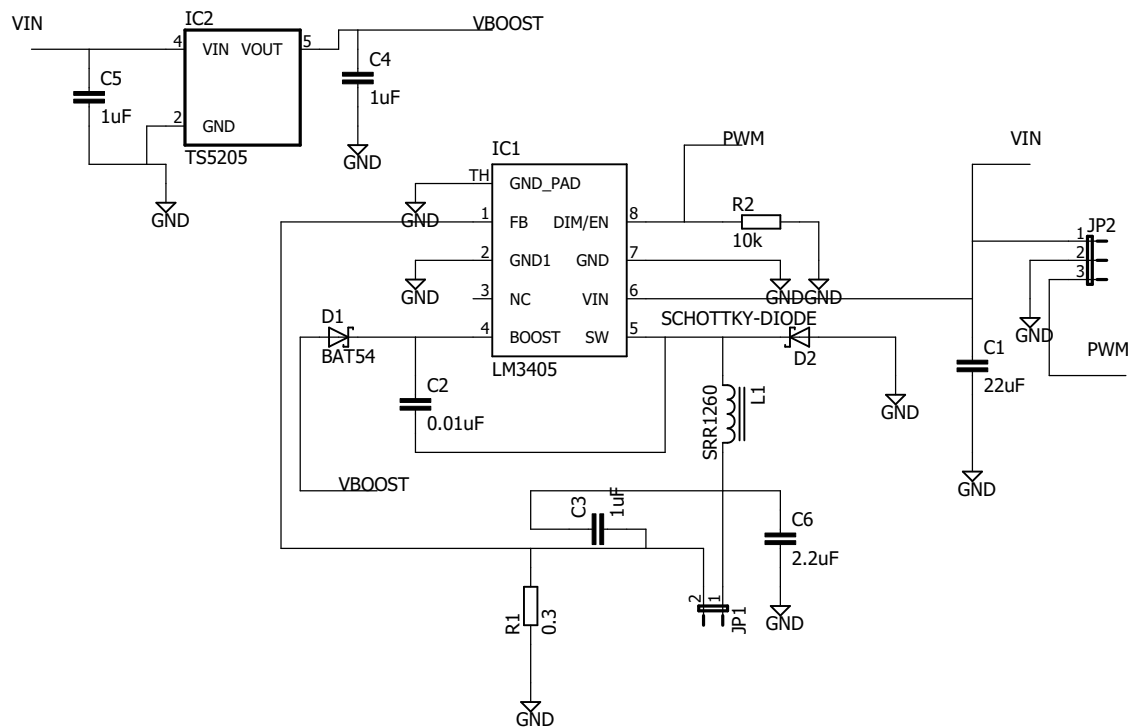 VIN
IC2
VBOOST
4
VIN VOUT
5
C5
1uF
C4
1uF
2
GND
TS5205
GND
GND
PWM
VIN
IC1
TH
GND_PAD
GND
1
FB
DIM/EN
8
R2
10k
JP2
1
2
3
2
GND1
GND
7
GND
GND
GND
3
NC
VIN
6
GND
D1
BAT54
4
BOOST
SW
5
SCHOTTKY-DIODE
D2
C1
22uF
PWM
LM3405
C2
0.01uF
SRR1260
L1
GND
VBOOST
GND
C3
1uF
C6
2.2uF
R1
0.3
2
1
JP1
GND
GND